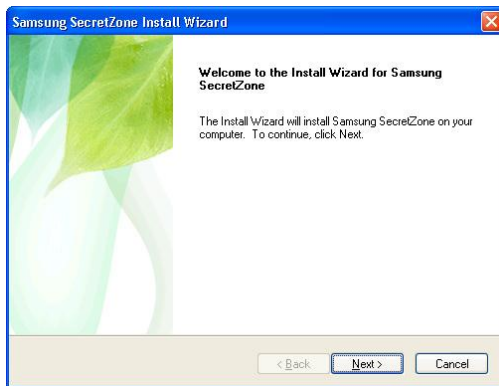 Samsung SecretZone Install Wizard
Welcome to the Install Wizard for Samsung
SecretZone
The Install Wizard will install Samsung SecretZone on your
computer. To continue, click Next.
< Back
Next >
Cancel